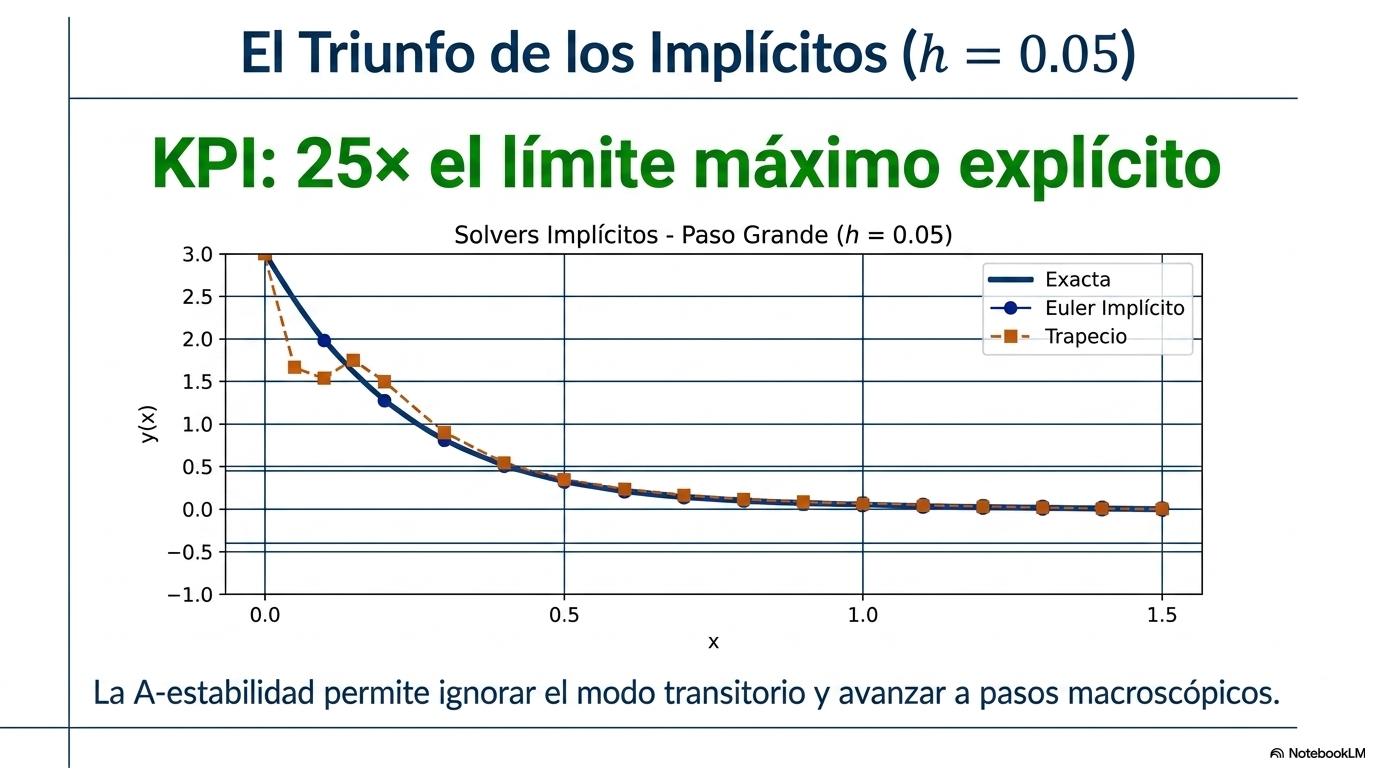 El Triunfo de los Implícitos (h = 0.05)
KPI: 25× el límite máximo explícito
Solvers Implícitos - Paso Grande (h = 0.05)
3.0
2.5
2.0
1.5
1.0
0.5
0.0
−0.5
−1.0
y(x)
Exacta
Euler Implícito
Trapecio
0.0 0.5 1.0 1.5
x
La A-estabilidad permite ignorar el modo transitorio y avanzar a pasos macroscópicos.
NotebookLM